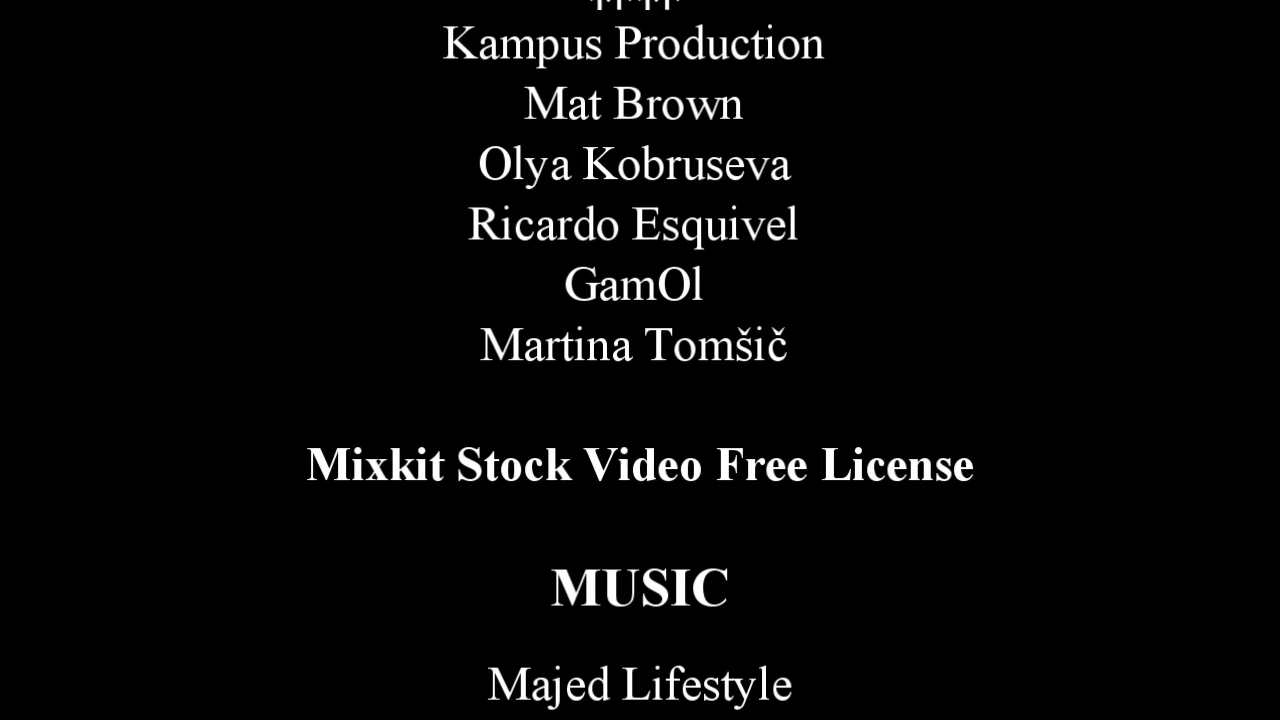 Kampus Production
Mat Brown
Olya Kobruseva
Ricardo Esquivel
GamOl
Martina Tomšič
Mixkit Stock Video Free License
MUSIC
Majed Lifestyle